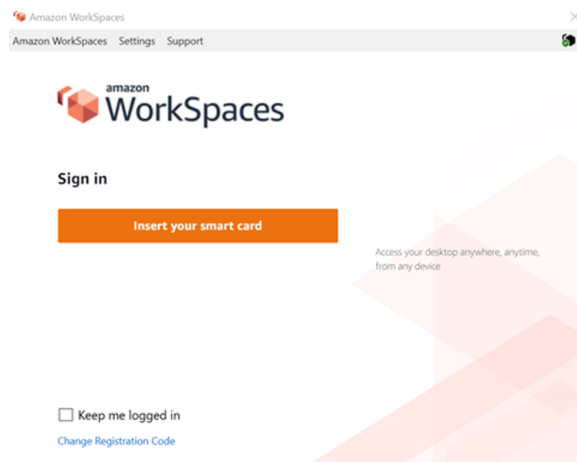 Amazon WorkSpaces
Amazon WorkSpaces Settings Support
amazon
WorkSpaces
Sign in
Insert your smart card
Access your desktop anywhere, anytime,
from any device
Keep me logged in
Change Registration Code